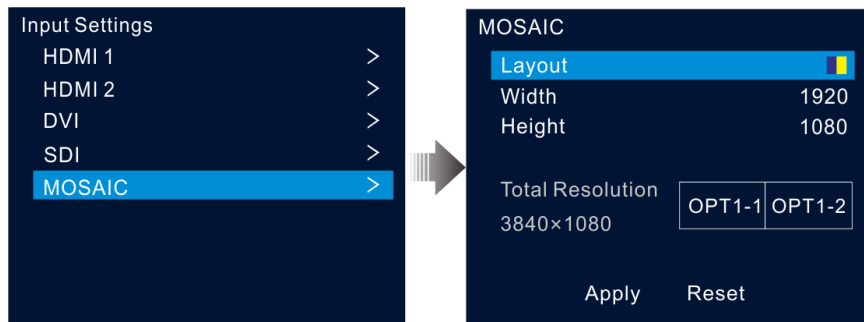 Input Settings
HDMI 1 >
HDMI 2 >
DVI >
SDI >
MOSAIC >
MOSAIC
Layout
Width 1920
Height 1080
Total Resolution
3840×1080
OPT1-1 OPT1-2
Apply Reset